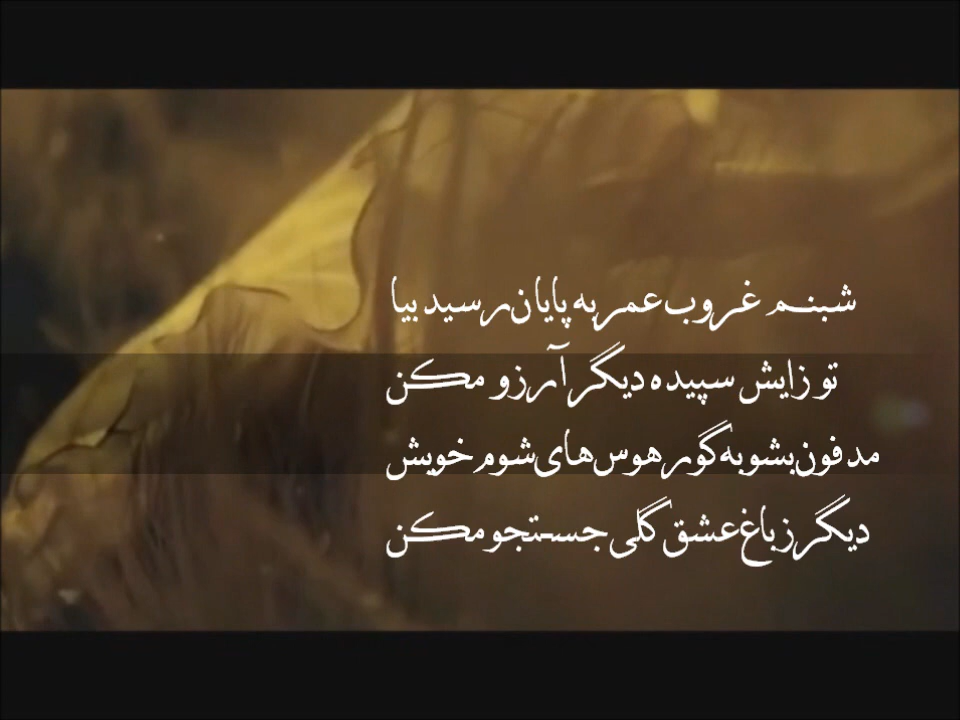 شبنم غروب عمر به پایان رسید بیا
تو زایش سپیده دیگر آرزو مکن
مدفون بشو به گور هوس های شوم خویش
دیگر ز باغ عشق گلی جستجو مکن